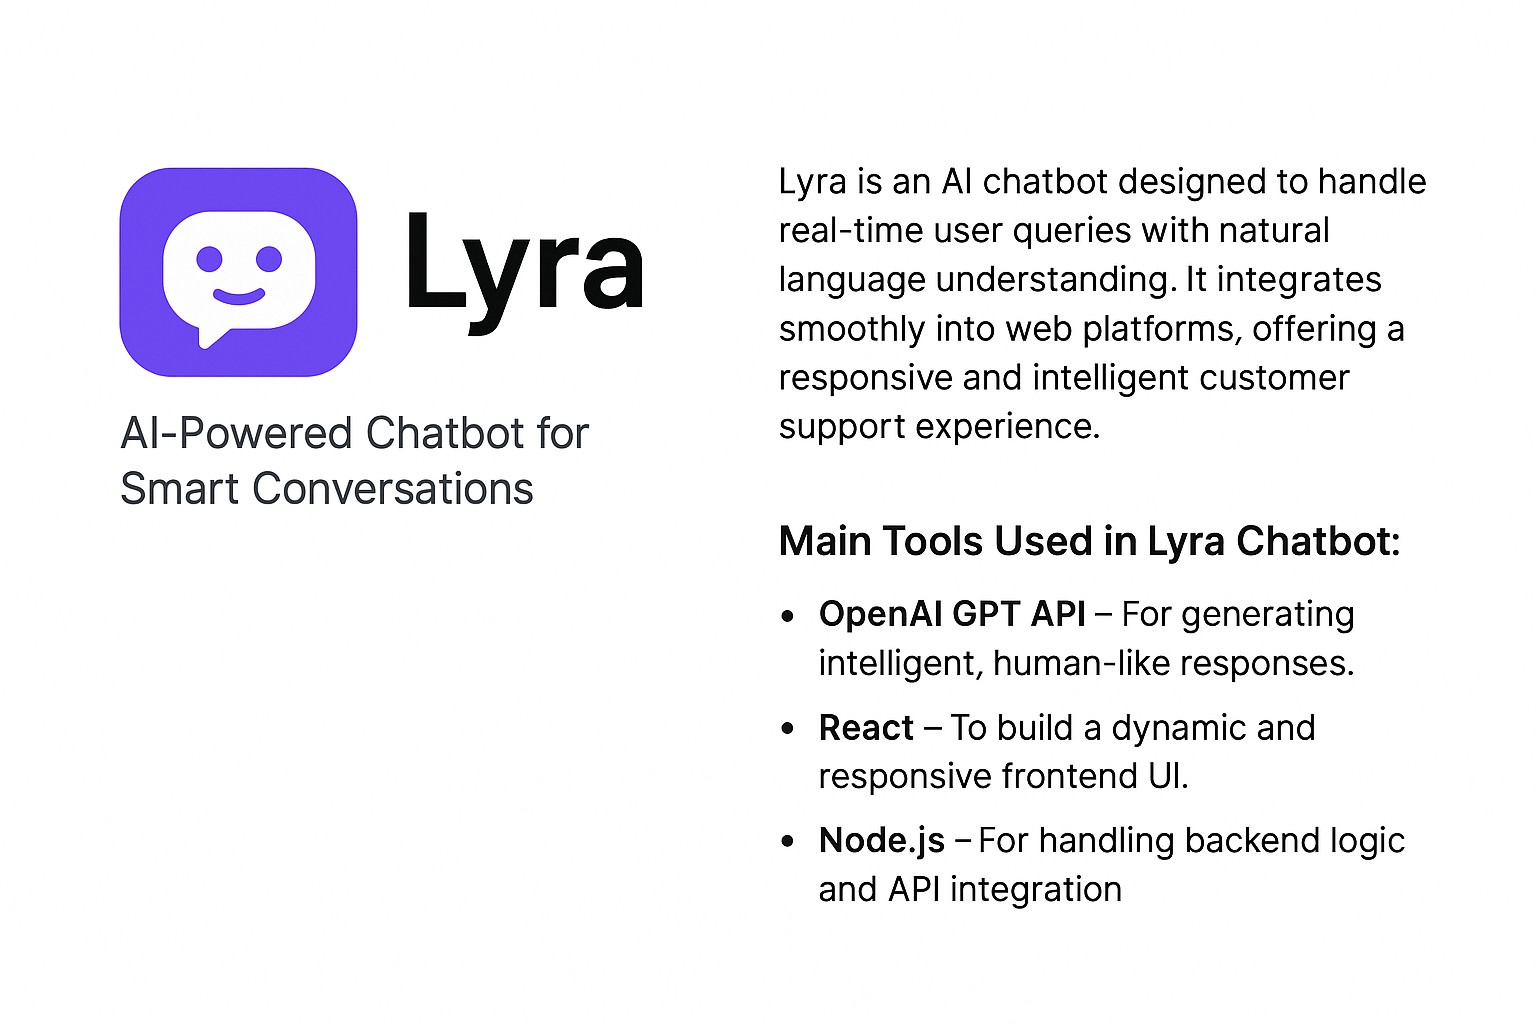 Lyra
AI-Powered Chatbot for
Smart Conversations
Lyra is an AI chatbot designed to handle
real-time user queries with natural
language understanding. It integrates
smoothly into web platforms, offering a
responsive and intelligent customer
support experience.
Main Tools Used in Lyra Chatbot:
• OpenAI GPT API – For generating
intelligent, human-like responses.
• React – To build a dynamic and
responsive frontend UI.
• Node.js – For handling backend logic
and API integration